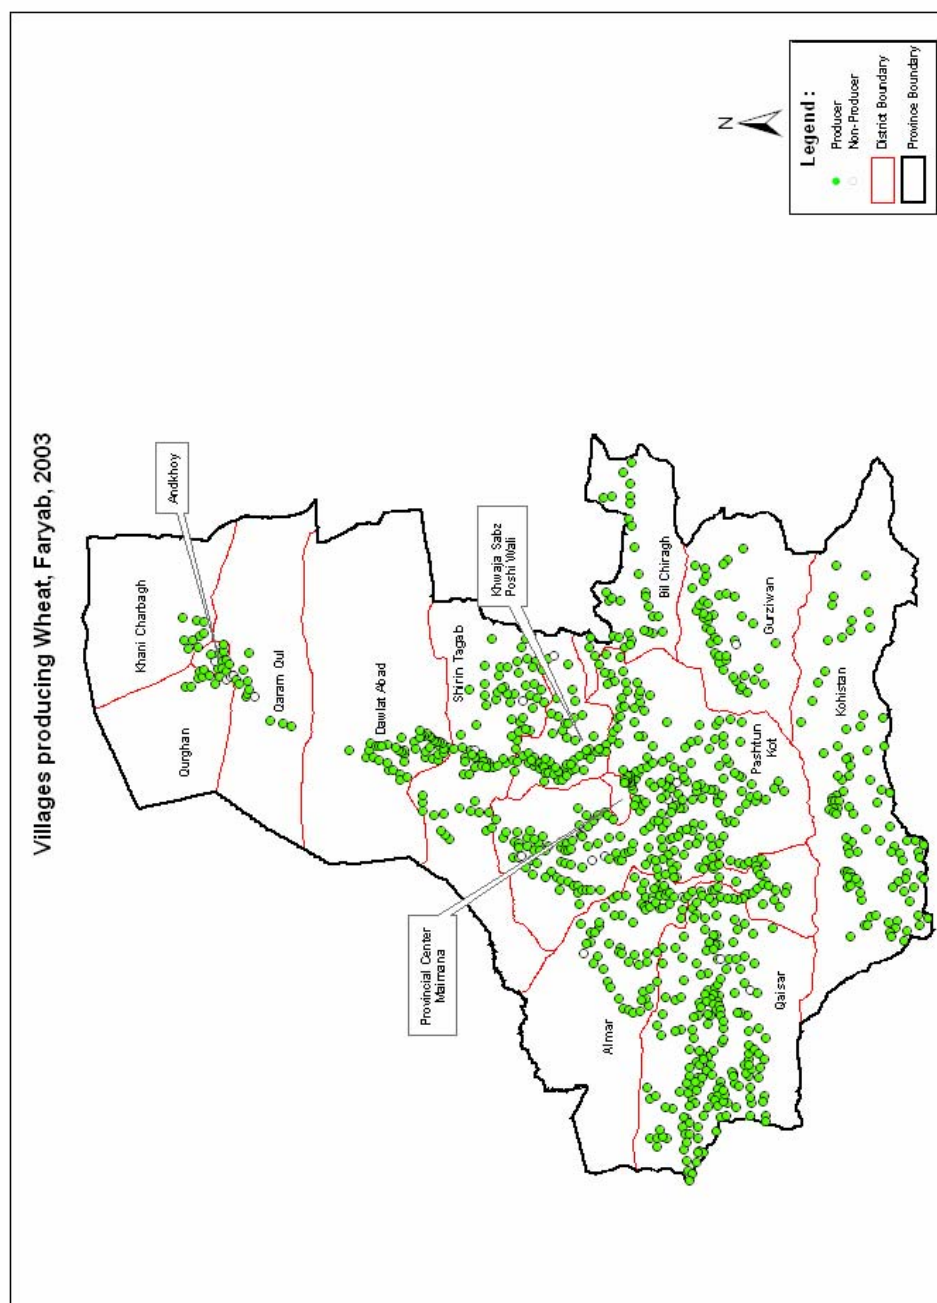 Villages producing Wheat, Faryab, 2003
N
Legend :
Producer
Non-Producer
District Boundary
Province Boundary
Andkhoy
Khani Charbagh
Qurghan
Qaram Qul
Dawlat Abad
Shirin Tagab
Khwaja Sabz
Poshi Wali
Provincial Center
Maimana
Bil Chiragh
Gurziwan
Pashtun
Kot
Kohistan
Almar
Qaisar